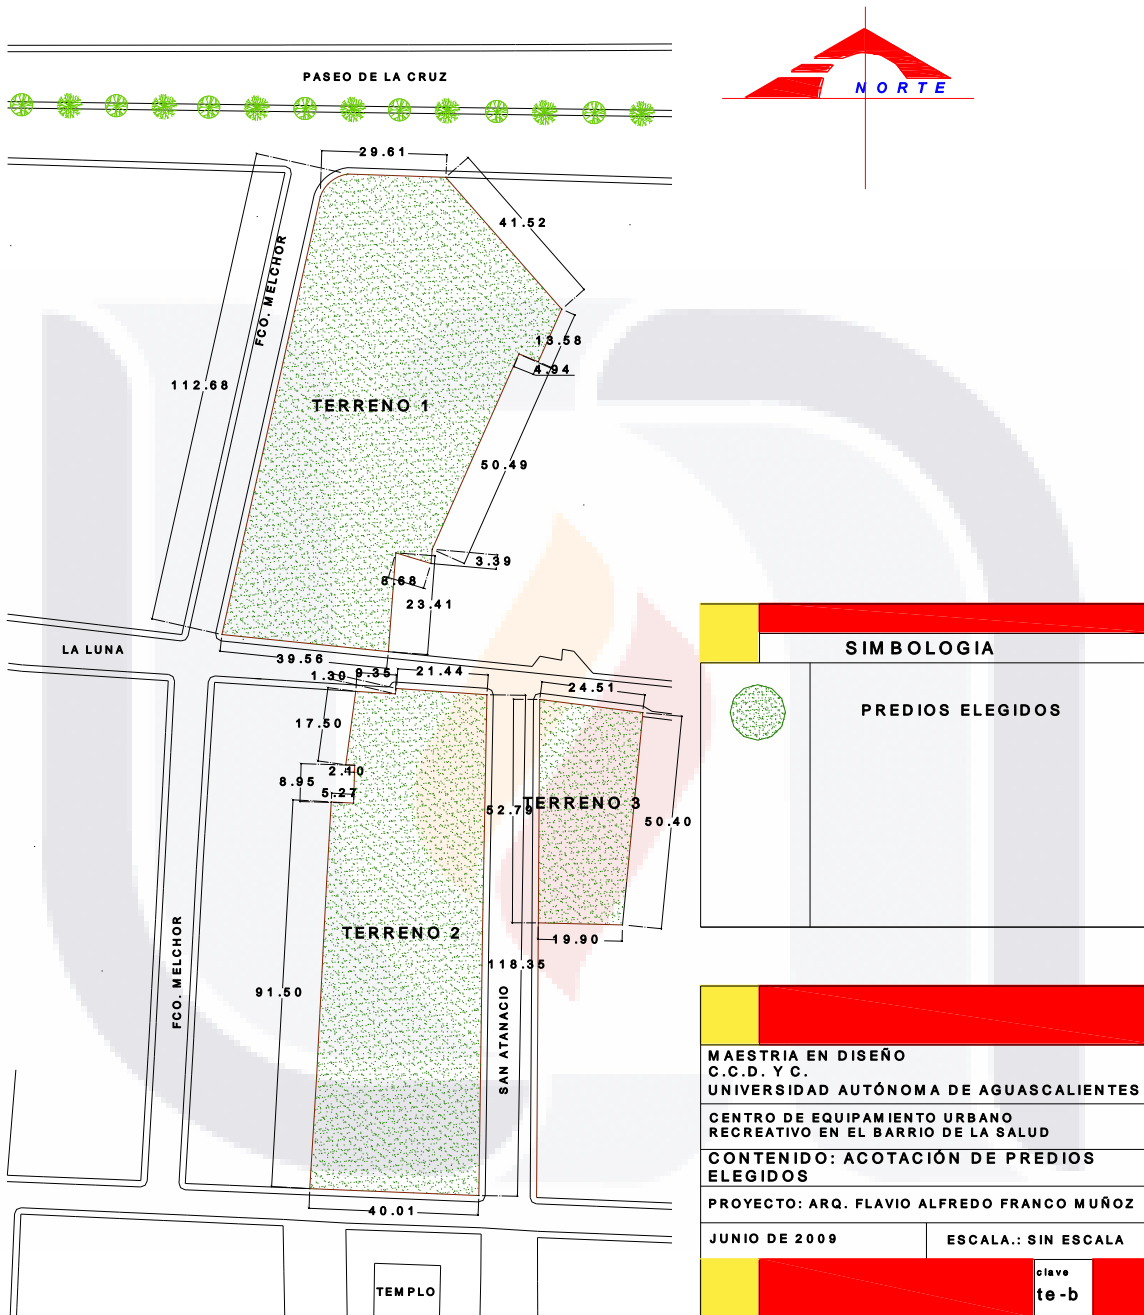 PASEO DE LA CRUZ
NORTE
29.61
41.52
FCO. MELCHOR
13.58
4.94
112.68
TERRENO 1
50.49
3.39
8.68
23.41
LA LUNA
39.56
1.30
9.35
21.44
24.51
17.50
2.10
8.95
5.27
52.79
TERRENO 3
50.40
TERRENO 2
19.90
118.35
91.50
FCO. MELCHOR
SAN ATANACIO
40.01
TEMPLO
SIMBOLOGIA
PREDIOS ELEGIDOS
MAESTRIA EN DISEÑO
C.C.D. Y C.
UNIVERSIDAD AUTÓNOMA DE AGUASCALIENTES
CENTRO DE EQUIPAMIENTO URBANO
RECREATIVO EN EL BARRIO DE LA SALUD
CONTENIDO: ACOTACIÓN DE PREDIOS
ELEGIDOS
PROYECTO: ARQ. FLAVIO ALFREDO FRANCO MUÑOZ
JUNIO DE 2009
ESCALA.: SIN ESCALA
clave
te-b